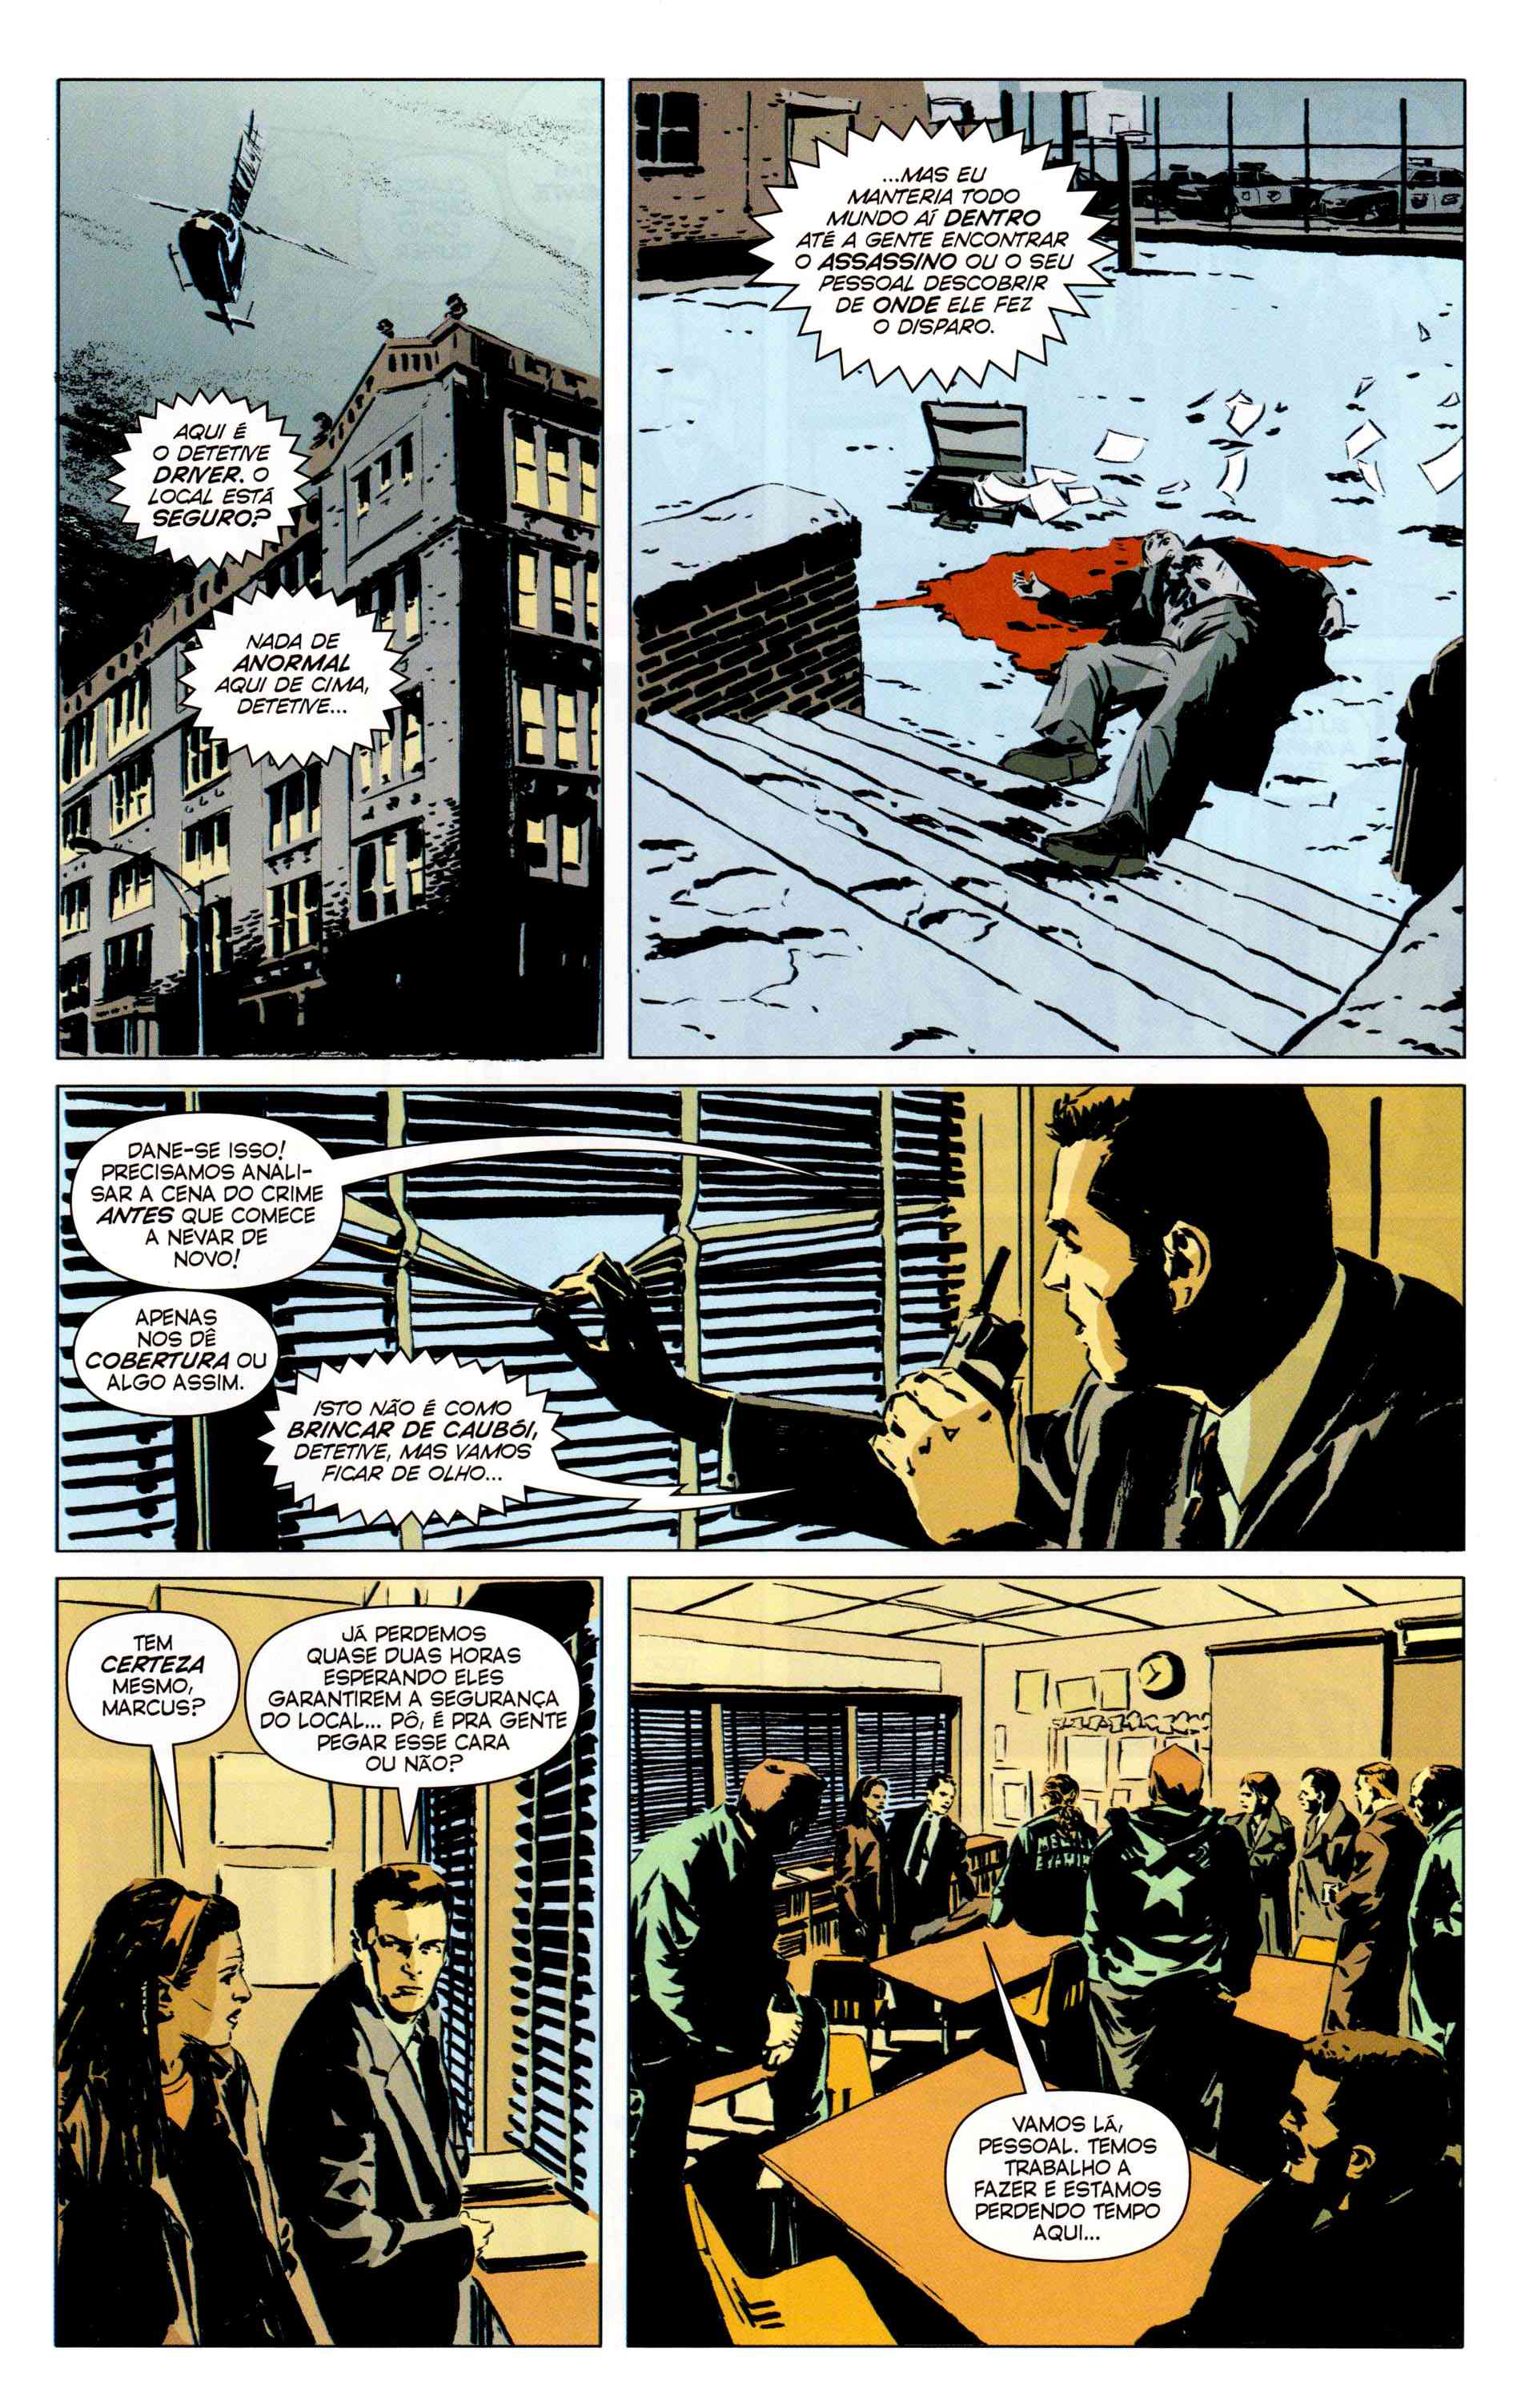 AQUI É
O DETETIVE
DRIVER. O
LOCAL ESTÁ
SEGURO?
NADA DE
ANORMAL
AQUI DE CIMA,
DETETIVE...
...MAS EU
MANTERIA TODO
MUNDO AÍ DENTRO
ATÉ A GENTE ENCONTRAR
O ASSASSINO OU O SEU
PESSOAL DESCOBRIR
DE ONDE ELE FEZ
O DISPARO.
DANE-SE ISSO!
PRECISAMOS ANALI-
SAR A CENA DO CRIME
ANTES QUE COMECE
A NEVAR DE
NOVO!
APENAS
NOS DÊ
COBERTURA OU
ALGO ASSIM.
ISTO NÃO É COMO
BRINCAR DE CAUBÓI,
DETETIVE, MAS VAMOS
FICAR DE OLHO...
TEM
CERTEZA
MESMO,
MARCUS?
JÁ PERDEMOS
QUASE DUAS HORAS
ESPERANDO ELES
GARANTIREM A SEGURANÇA
DO LOCAL... PÔ, É PRA GENTE
PEGAR ESSE CARA
OU NÃO?
VAMOS LÁ,
PESSOAL. TEMOS
TRABALHO A
FAZER E ESTAMOS
PERDENDO TEMPO
AQUI...